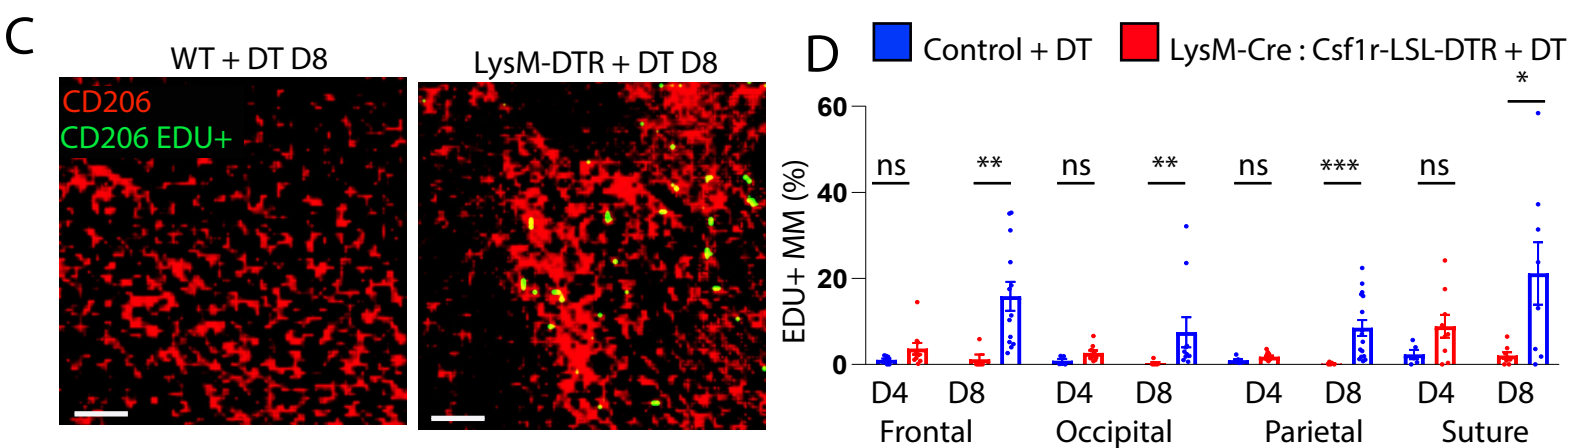 C
WT + DT D8
LysM-DTR + DT D8
CD206
CD206 EDU+
D
Control + DT
LysM-Cre : Csf1r-LSL-DTR + DT
EDU+ MM (%)
60
40
20
0
ns
**
ns
**
ns
***
ns
*
D4 D8 D4 D8 D4 D8 D4 D8
Frontal Occipital Parietal Suture